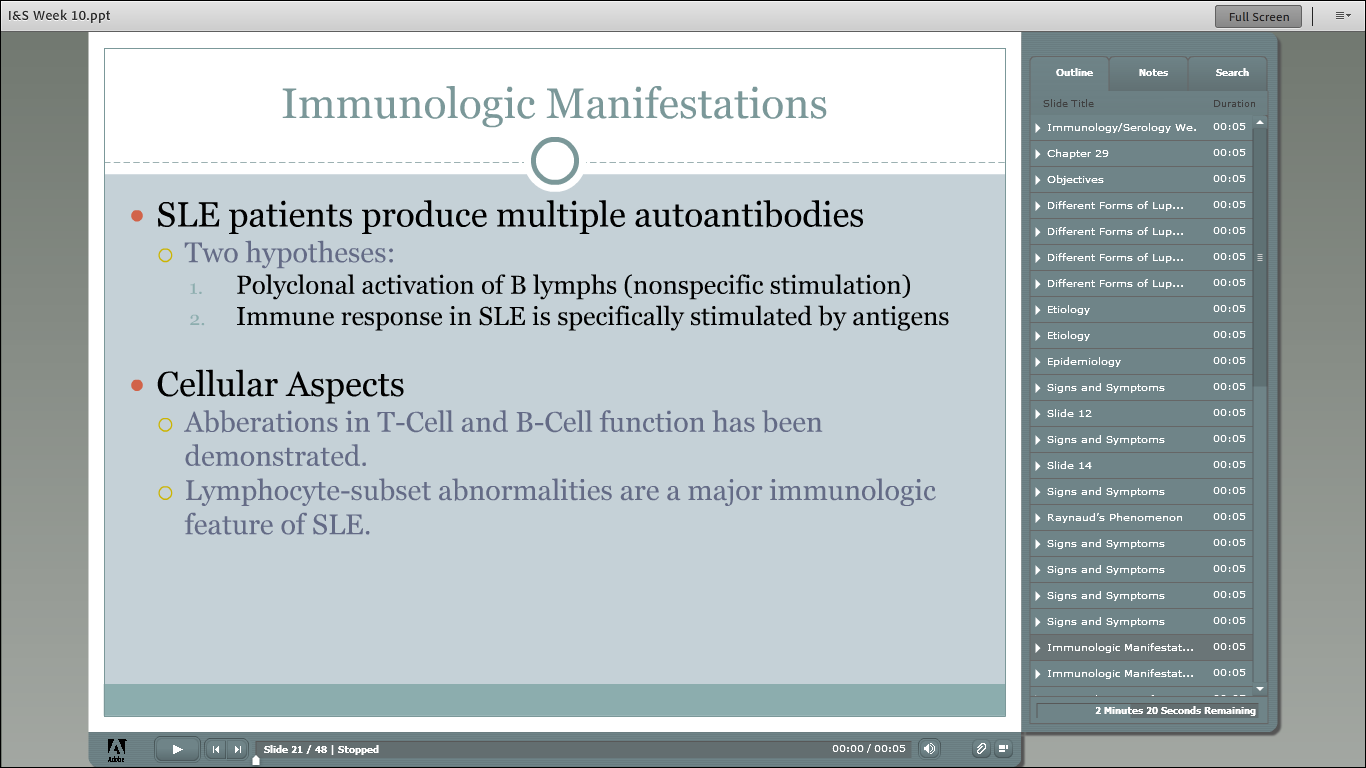 I&S Week 10.ppt
Full Screen
Immunologic Manifestations
SLE patients produce multiple autoantibodies
Two hypotheses:
1. Polyclonal activation of B lymphs (nonspecific stimulation)
2. Immune response in SLE is specifically stimulated by antigens
Cellular Aspects
Abberations in T-Cell and B-Cell function has been
demonstrated.
Lymphocyte-subset abnormalities are a major immunologic
feature of SLE.
Outline Notes Search
Slide Title Duration
Immunology/Serology We. 00:05
Chapter 29 00:05
Objectives 00:05
Different Forms of Lup... 00:05
Different Forms of Lup... 00:05
Different Forms of Lup... 00:05
Different Forms of Lup... 00:05
Etiology 00:05
Etiology 00:05
Epidemiology 00:05
Signs and Symptoms 00:05
Slide 12 00:05
Signs and Symptoms 00:05
Slide 14 00:05
Signs and Symptoms 00:05
Raynaud’s Phenomenon 00:05
Signs and Symptoms 00:05
Signs and Symptoms 00:05
Signs and Symptoms 00:05
Signs and Symptoms 00:05
Immunologic Manifestat... 00:05
Immunologic Manifestat... 00:05
2 Minutes 20 Seconds Remaining
Adobe
Slide 21 / 48 | Stopped 00:00 / 00:05